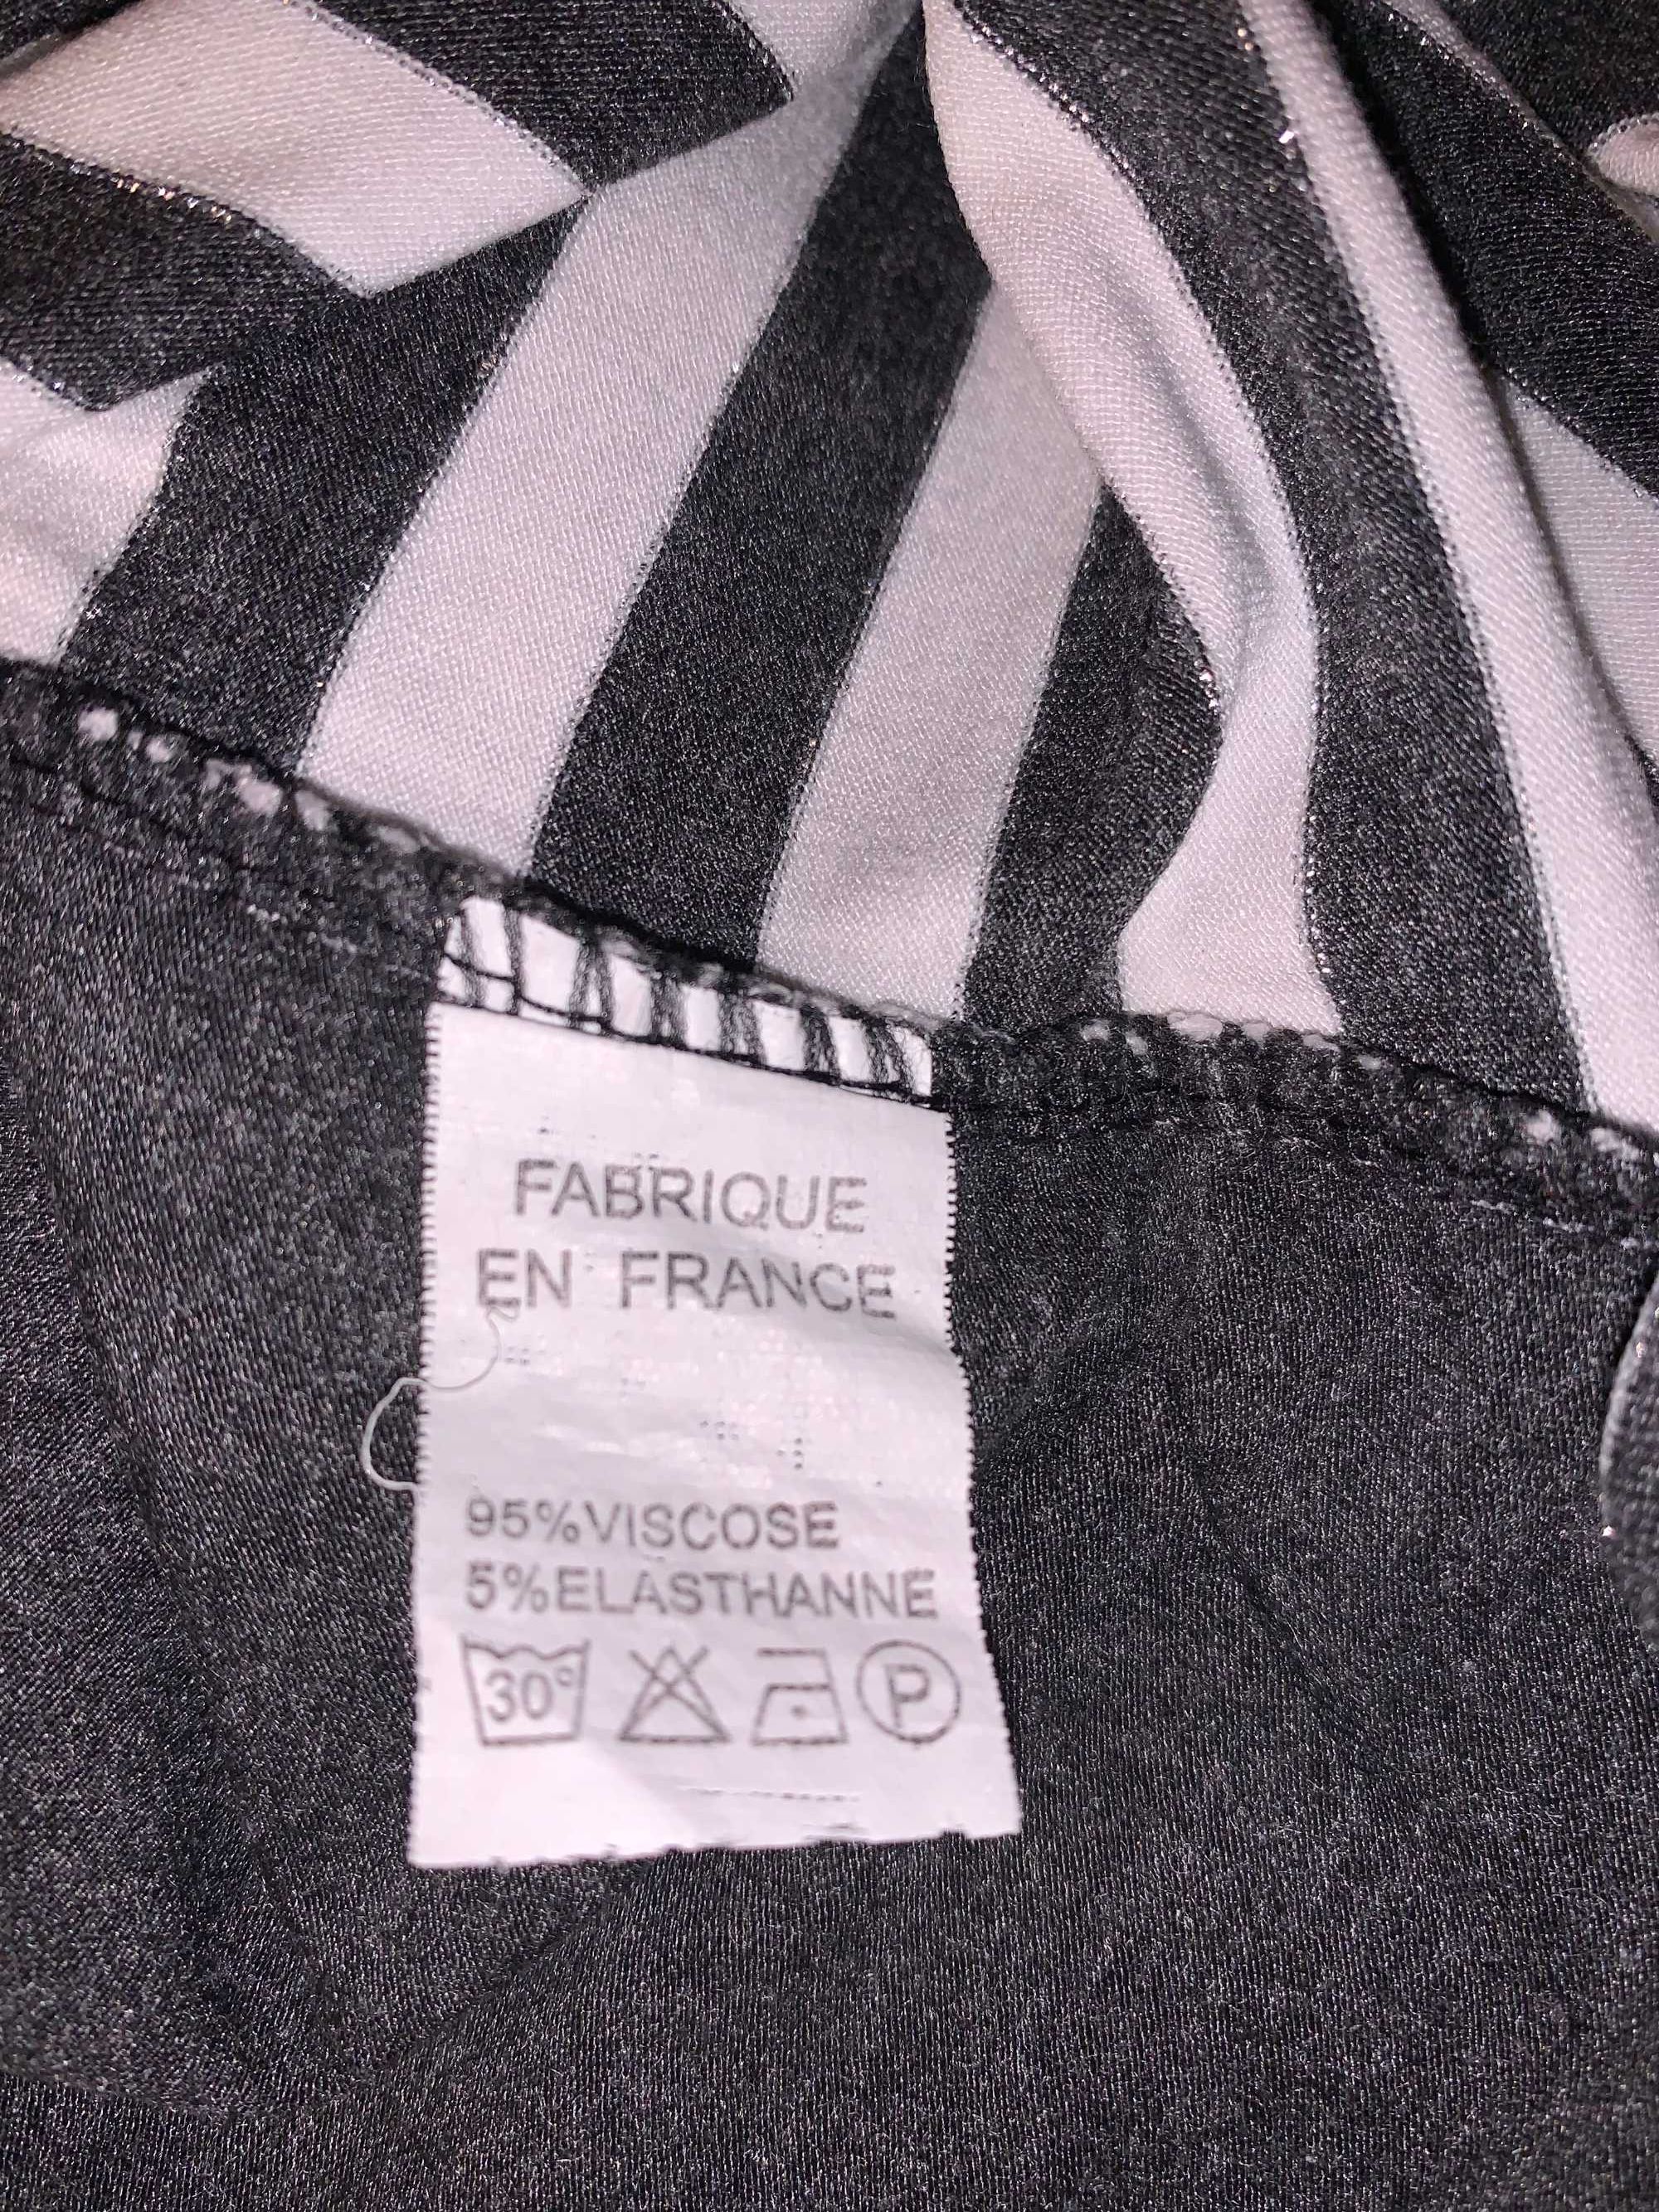 FABRIQUE
EN FRANCE
95%VISCOSE
5%ELASTHANNE
30° P